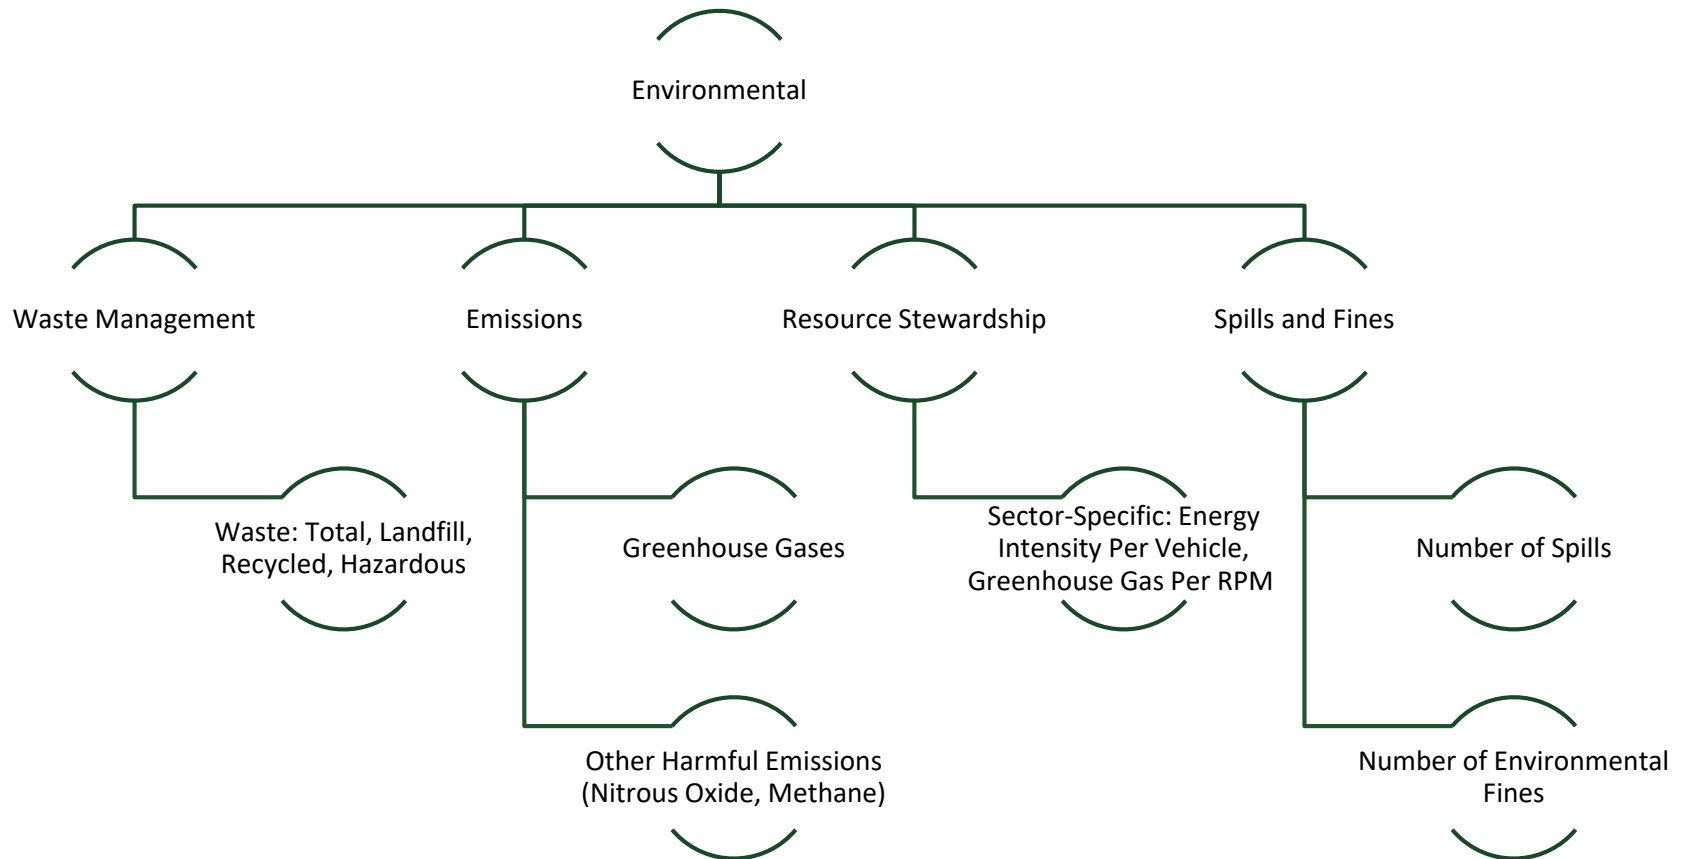 Environmental
Waste Management
Emissions
Resource Stewardship
Spills and Fines
Waste: Total, Landfill,
Recycled, Hazardous
Greenhouse Gases
Sector-Specific: Energy
Intensity Per Vehicle,
Greenhouse Gas Per RPM
Number of Spills
Other Harmful Emissions
(Nitrous Oxide, Methane)
Number of Environmental
Fines